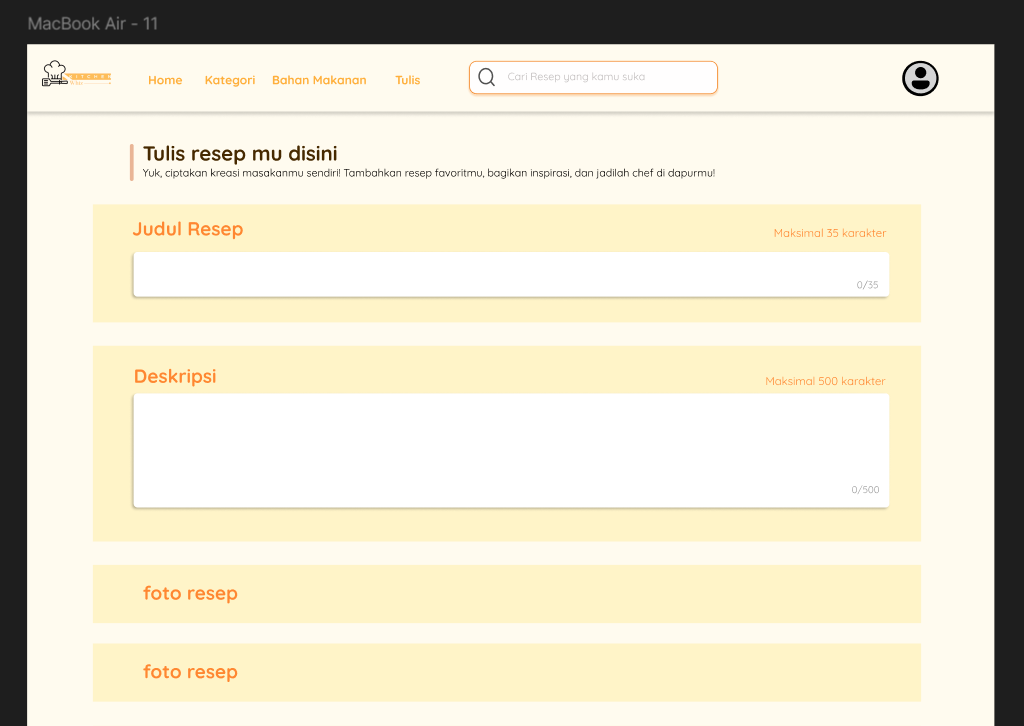 MacBook Air - 11
Home Kategori Bahan Makanan Tulis
Cari Resep yang kamu suka
Tulis resep mu disini
Yuk, ciptakan kreasi masakanmu sendiri! Tambahkan resep favoritmu, bagikan inspirasi, dan jadilah chef di dapurmu!
Judul Resep
Maksimal 35 karakter
0/35
Deskripsi
Maksimal 500 karakter
0/500
foto resep
foto resep